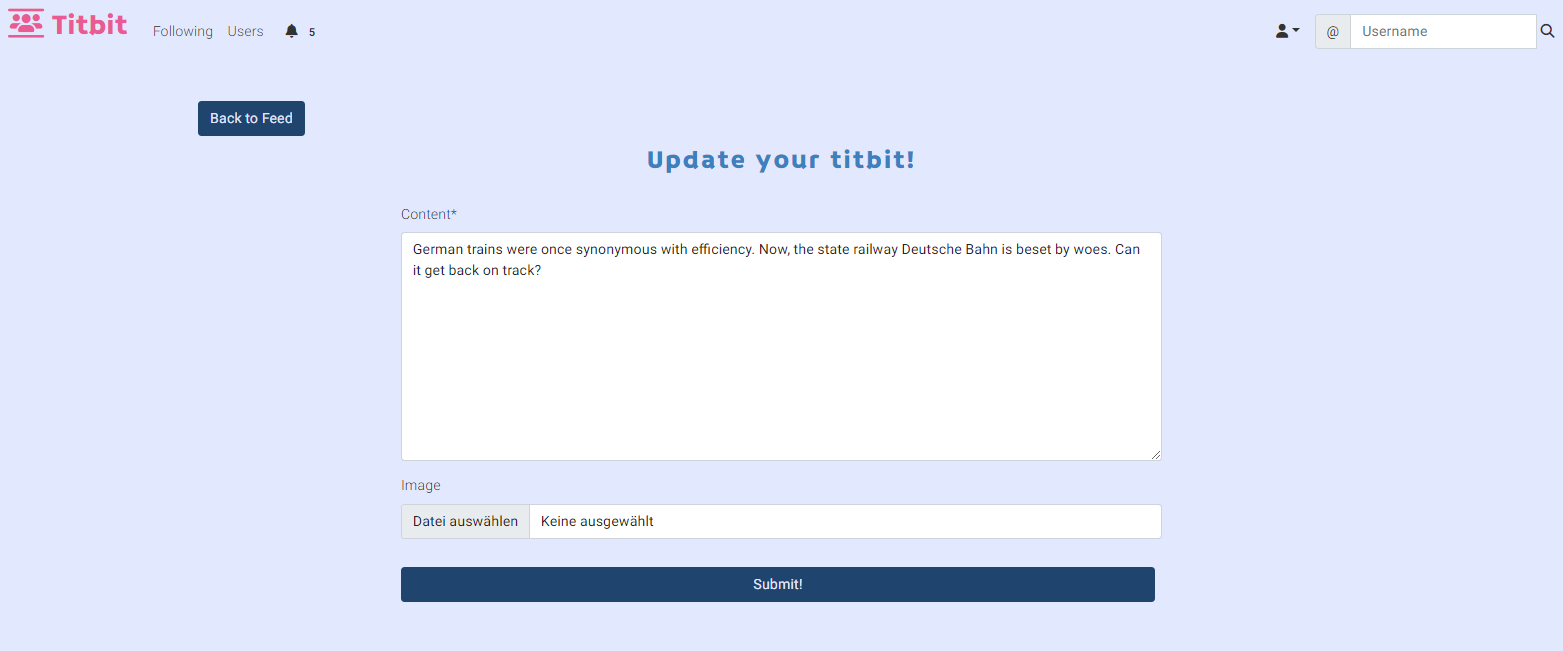 Titbit Following Users 5 @ Username
Back to Feed
Update your titbit!
Content*
German trains were once synonymous with efficiency. Now, the state railway Deutsche Bahn is beset by woes. Can
it get back on track?
Image
Datei auswählen Keine ausgewählt
Submit!